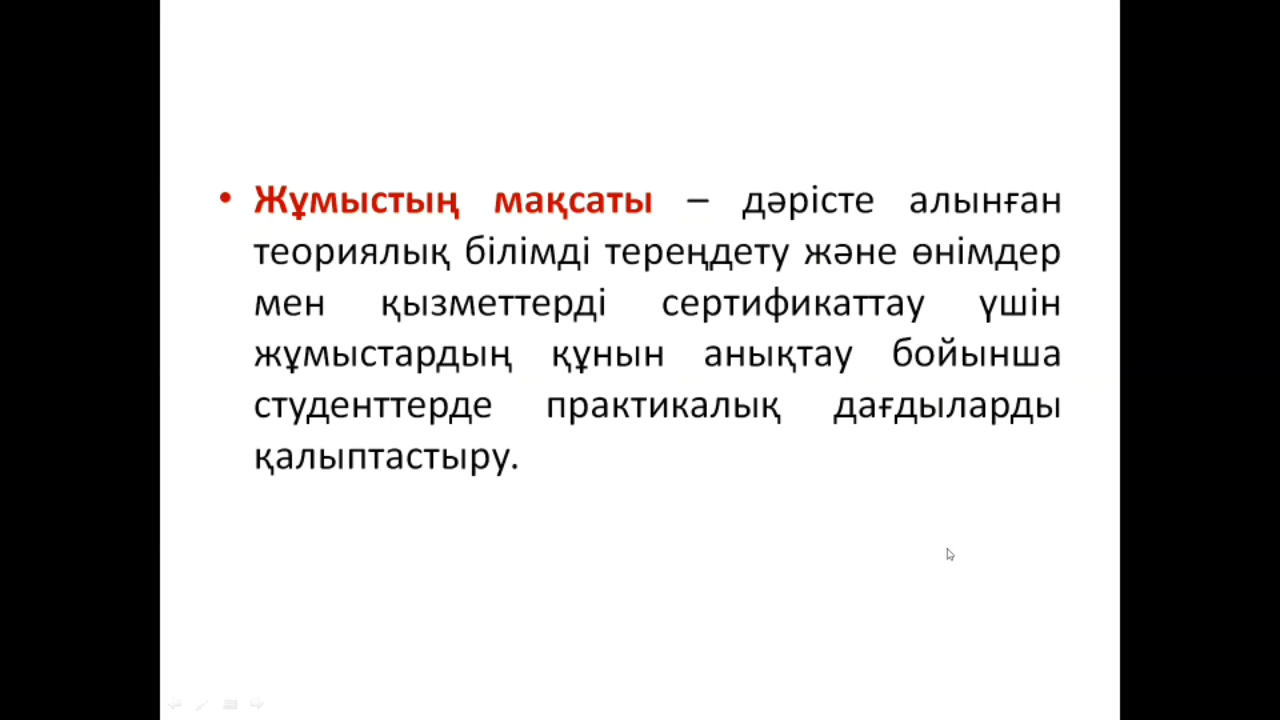 • Жұмыстың мақсаты – дәрісте алынған
теориялық білімді тереңдету және өнімдер
мен қызметтерді сертификаттау үшін
жұмыстардың құнын анықтау бойынша
студенттерде практикалық дағдыларды
қалыптастыру.